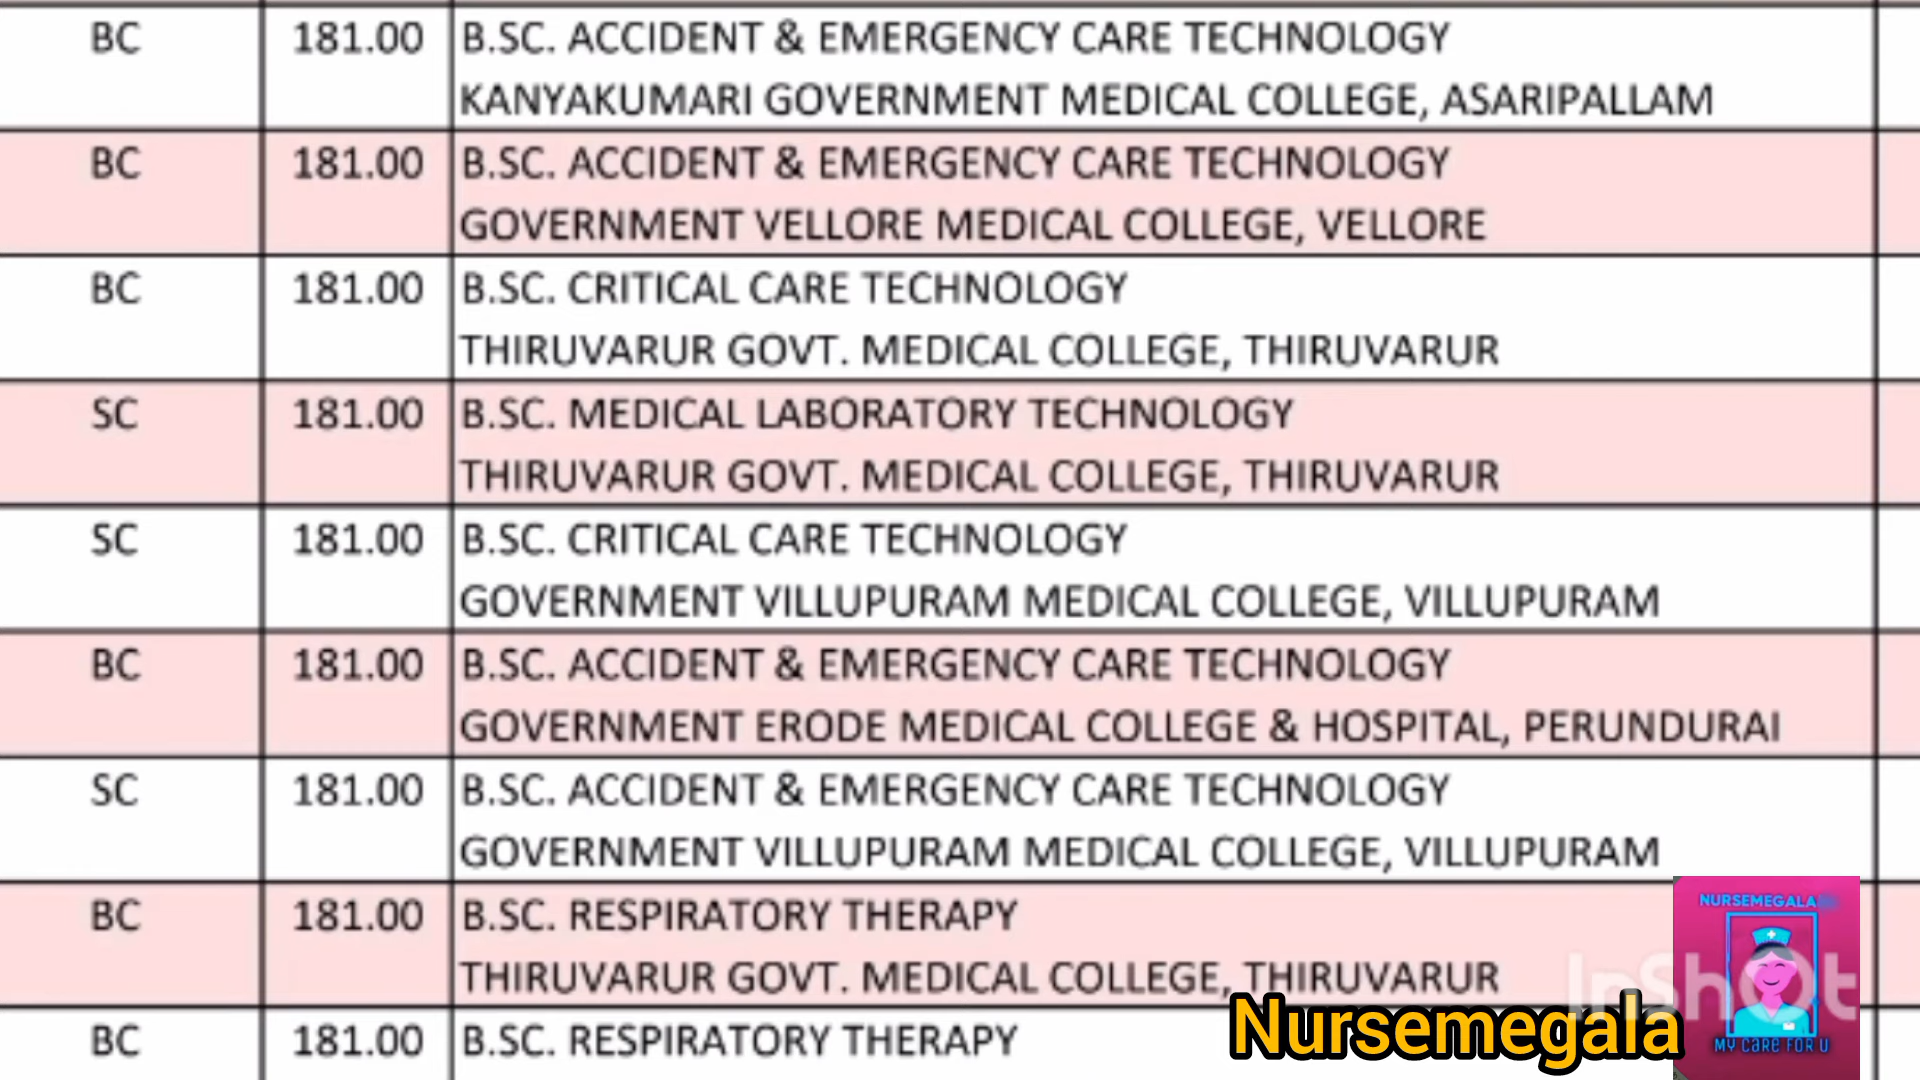 BC 181.00 B.SC. ACCIDENT & EMERGENCY CARE TECHNOLOGY
KANYAKUMARI GOVERNMENT MEDICAL COLLEGE, ASARIPALLAM
BC 181.00 B.SC. ACCIDENT & EMERGENCY CARE TECHNOLOGY
GOVERNMENT VELLORE MEDICAL COLLEGE, VELLORE
BC 181.00 B.SC. CRITICAL CARE TECHNOLOGY
THIRUVARUR GOVT. MEDICAL COLLEGE, THIRUVARUR
SC 181.00 B.SC. MEDICAL LABORATORY TECHNOLOGY
THIRUVARUR GOVT. MEDICAL COLLEGE, THIRUVARUR
SC 181.00 B.SC. CRITICAL CARE TECHNOLOGY
GOVERNMENT VILLUPURAM MEDICAL COLLEGE, VILLUPURAM
BC 181.00 B.SC. ACCIDENT & EMERGENCY CARE TECHNOLOGY
GOVERNMENT ERODE MEDICAL COLLEGE & HOSPITAL, PERUNDURAI
SC 181.00 B.SC. ACCIDENT & EMERGENCY CARE TECHNOLOGY
GOVERNMENT VILLUPURAM MEDICAL COLLEGE, VILLUPURAM
BC 181.00 B.SC. RESPIRATORY THERAPY
THIRUVARUR GOVT. MEDICAL COLLEGE, THIRUVARUR
BC 181.00 B.SC. RESPIRATORY THERAPY
NURSEMEGALA
InShOt
Nursemegala
MY CARE FOR U